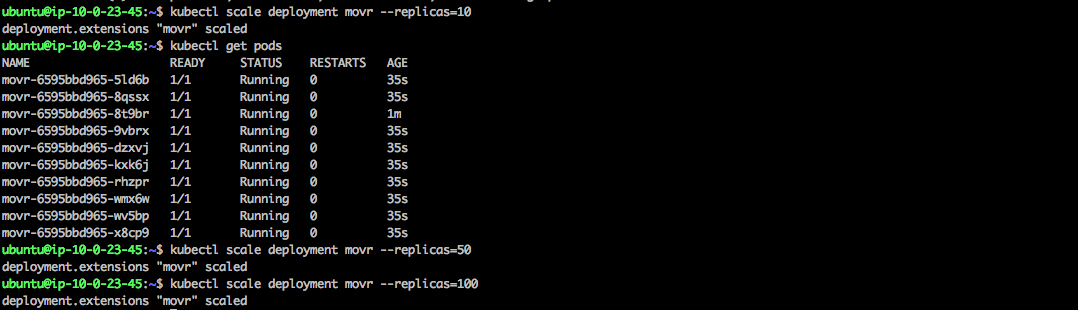 ubuntu@ip-10-0-23-45:~$ kubectl scale deployment movr --replicas=10
deployment.extensions "movr" scaled
ubuntu@ip-10-0-23-45:~$ kubectl get pods
NAME READY STATUS RESTARTS AGE
movr-6595bbd965-5ld6b 1/1 Running 0 35s
movr-6595bbd965-8qssx 1/1 Running 0 35s
movr-6595bbd965-8t9br 1/1 Running 0 1m
movr-6595bbd965-9vbrx 1/1 Running 0 35s
movr-6595bbd965-dzxvj 1/1 Running 0 35s
movr-6595bbd965-kxk6j 1/1 Running 0 35s
movr-6595bbd965-rhzpr 1/1 Running 0 35s
movr-6595bbd965-wmx6w 1/1 Running 0 35s
movr-6595bbd965-wv5bp 1/1 Running 0 35s
movr-6595bbd965-x8cp9 1/1 Running 0 35s
ubuntu@ip-10-0-23-45:~$ kubectl scale deployment movr --replicas=50
deployment.extensions "movr" scaled
ubuntu@ip-10-0-23-45:~$ kubectl scale deployment movr --replicas=100
deployment.extensions "movr" scaled